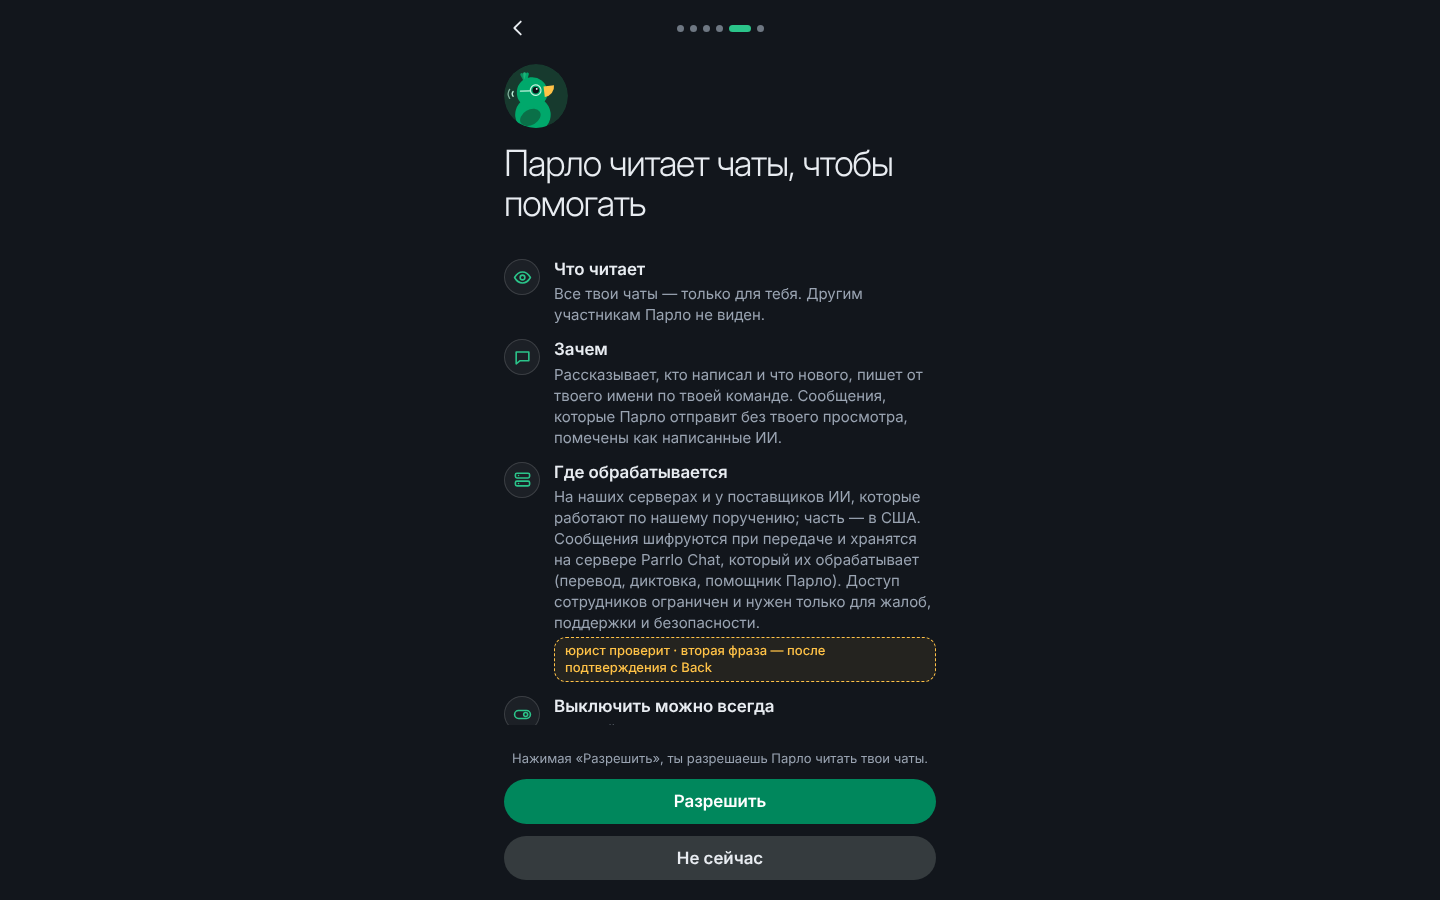 Парло читает чаты, чтобы
помогать
Что читает
Все твои чаты — только для тебя. Другим
участникам Парло не виден.
Зачем
Рассказывает, кто написал и что нового, пишет от
твоего имени по твоей команде. Сообщения,
которые Парло отправит без твоего просмотра,
помечены как написанные ИИ.
Где обрабатывается
На наших серверах и у поставщиков ИИ, которые
работают по нашему поручению; часть — в США.
Сообщения шифруются при передаче и хранятся
на сервере Parrlo Chat, который их обрабатывает
(перевод, диктовка, помощник Парло). Доступ
сотрудников ограничен и нужен только для жалоб,
поддержки и безопасности.
юрист проверит · вторая фраза — после
подтверждения с Back
Выключить можно всегда
Нажимая «Разрешить», ты разрешаешь Парло читать твои чаты.
Разрешить
Не сейчас